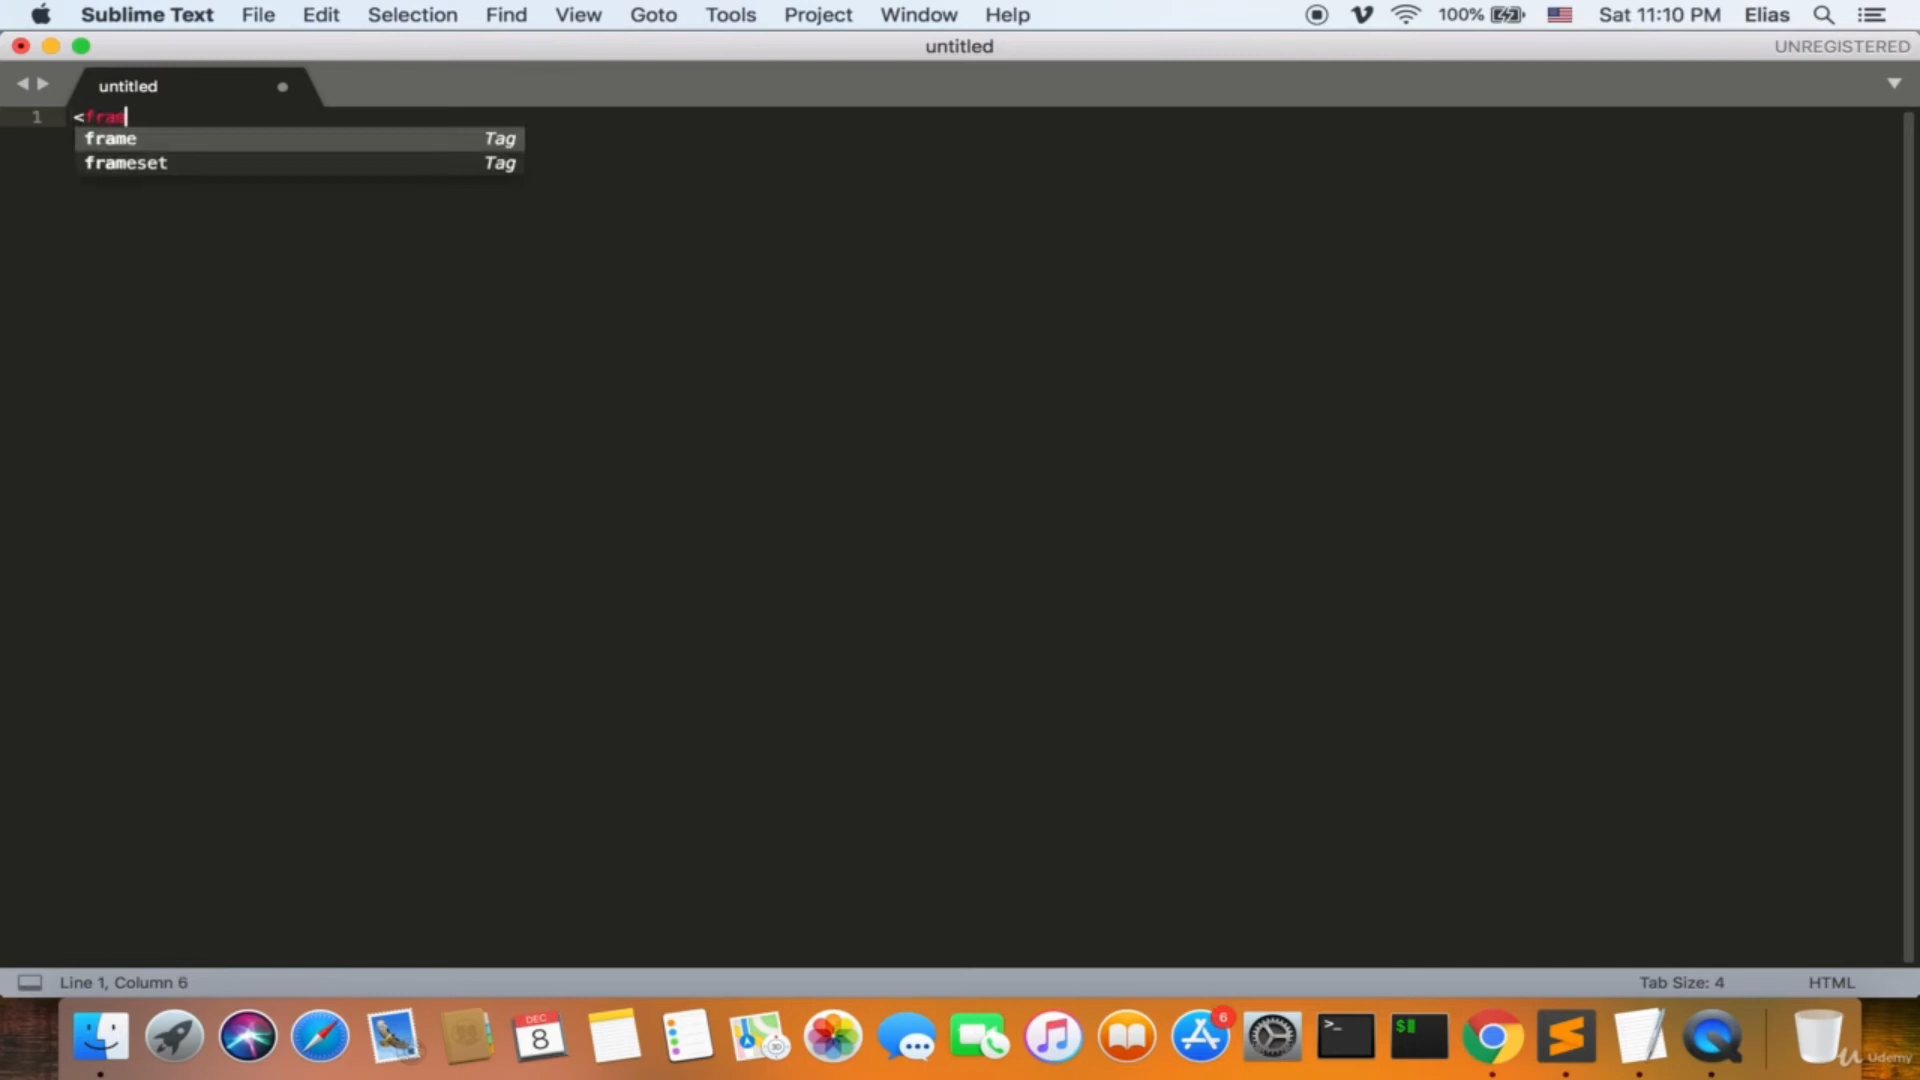 Sublime Text File Edit Selection Find View Goto Tools Project Window Help 100% Sat 11:10 PM Elias
untitled UNREGISTERED
untitled
1 <fram
frame Tag
frameset Tag
Line 1, Column 6 Tab Size: 4 HTML
DEC
8
6
>_
$
Udemy